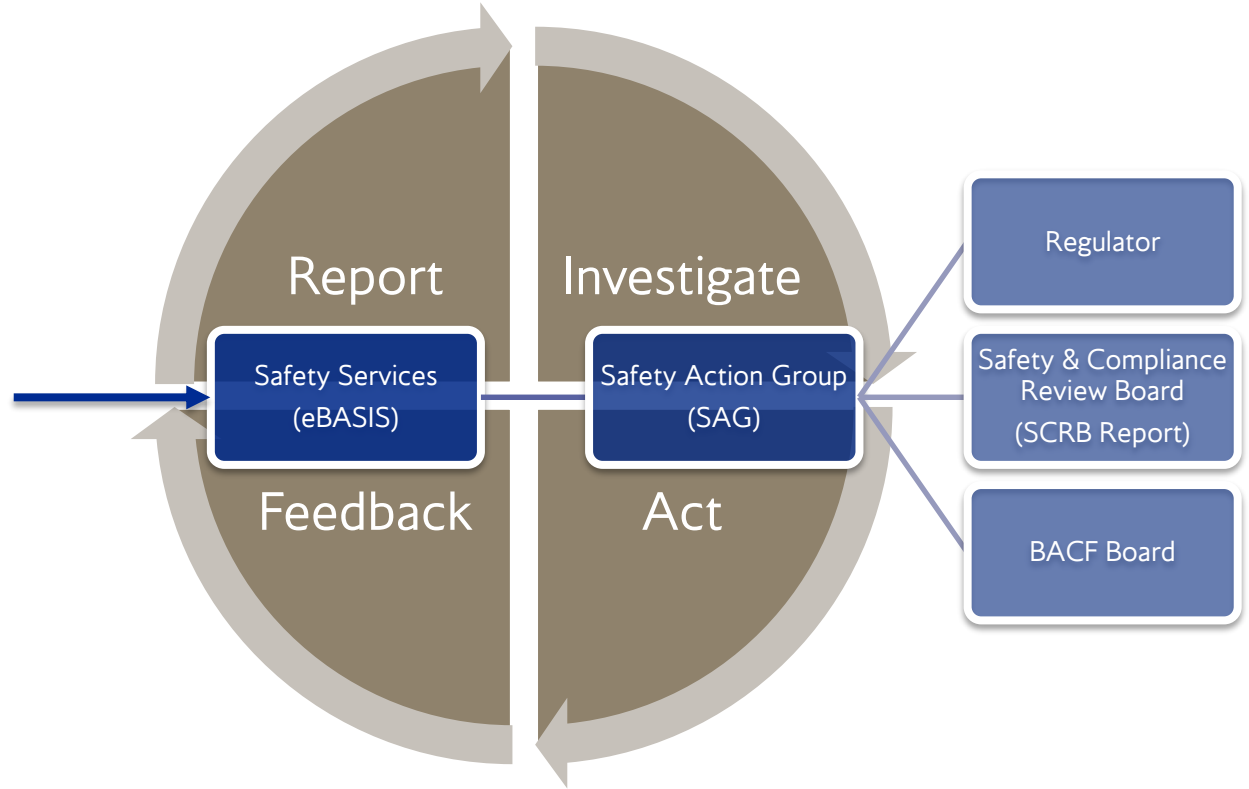 Report
Investigate
Safety Services
(eBASIS)
Safety Action Group
(SAG)
Feedback
Act
Regulator
Safety & Compliance
Review Board
(SCRB Report)
BACF Board